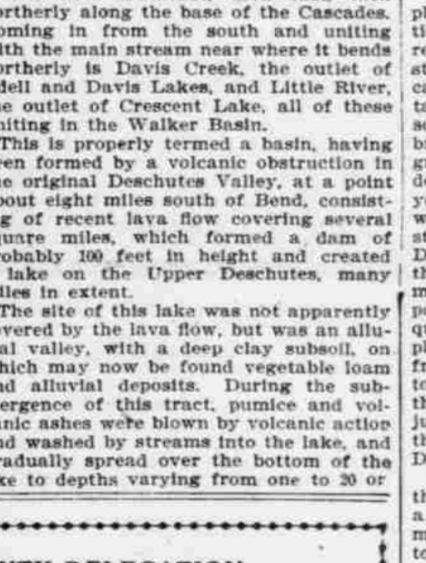 ortherly along the base of the Cascades.
oming in from the south and uniting
ith the main stream near where it bends
ortherly is Davis Creek, the outlet of
dell and Davis Lakes, and Little River,
e outlet of Crescent Lake, all of these
niting in the Walker Basin.
This is properly termed a basin, having
een formed by a volcanic obstruction in
e original Deschutes Valley, at a point
bout eight miles south of Bend, consist-
g of recent lava flow covering several
quare miles, which formed a dam of
robably 100 feet in height and created
lake on the Upper Deschutes, many
iles in extent.
The site of this lake was not apparently
overed by the lava flow, but was an allu-
al valley, with a deep clay subsoil, on
hich may now be found vegetable loam
nd alluvial deposits. During the sub-
ergence of this tract, pumice and vol-
anic ashes were blown by volcanic action
nd washed by streams into the lake, and
radually spread over the bottom of the
ke to depths varying from one to 20 or